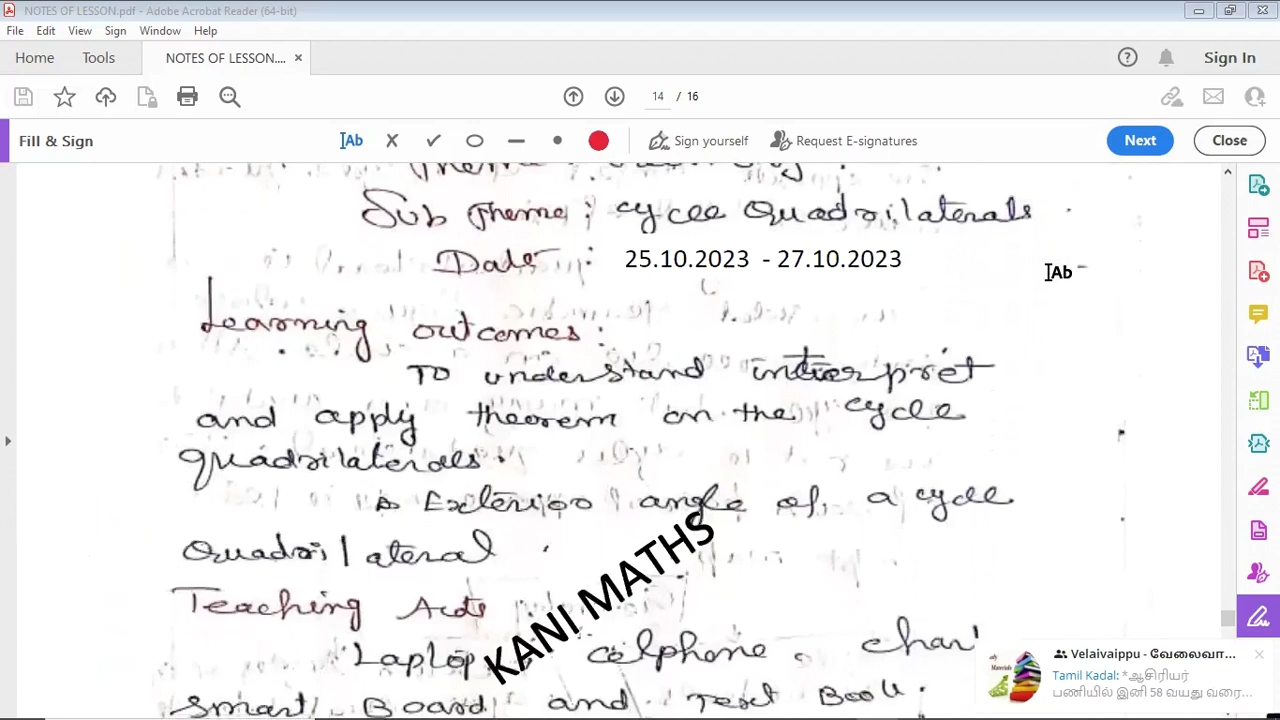 NOTES OF LESSON.pdf - Adobe Acrobat Reader (64-bit)
File Edit View Sign Window Help
Home Tools NOTES OF LESSON.... × Sign In
14 / 16
Fill & Sign Ab Sign yourself Request E-signatures Next Close
Sub Theme : cycle Quadrilaterals
Date : 25.10.2023 - 27.10.2023
Ab
Learning outcomes :
To understand interpret
and apply theorem on the cycle
quadrilaterals.
Exterior angle of a cycle
Quadrilateral
Teaching Aids
KANI MATHS
Laptop, celphone, chart
Smart Board and Text Book.
Velaivaippu - வேலைவா...
Tamil Kadal: *ஆசிரியர்
பணியில் இனி 58 வயது வரை...